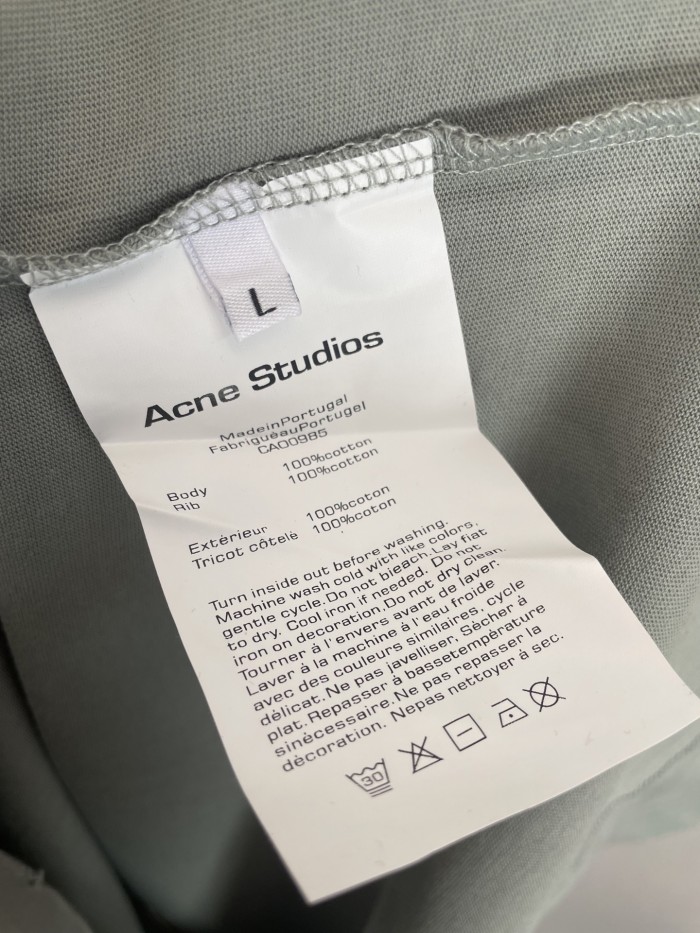 L
Acne Studios
MadeinPortugal
FabriquéauPortugel
CA00985
Body 100%cotton
Rib 100%cotton
Extérieur 100%coton
Tricot côtelé 100%coton
Turn inside out before washing.
Machine wash cold with like colors,
gentle cycle.Do not bleach.Lay flat
to dry. Cool iron if needed. Do not
iron on decoration.Do not dry clean.
Tourner á l'envers avant de laver:
Laver á la machine á l'eau froide
avec des couleurs similaires, cycle
délicat.Ne pas javelliser. Sácher á
plat.Repasser á bassetempérature
sinécessaire.Ne pas repasser la
décoration. Nepas nettoyer á sec.
30